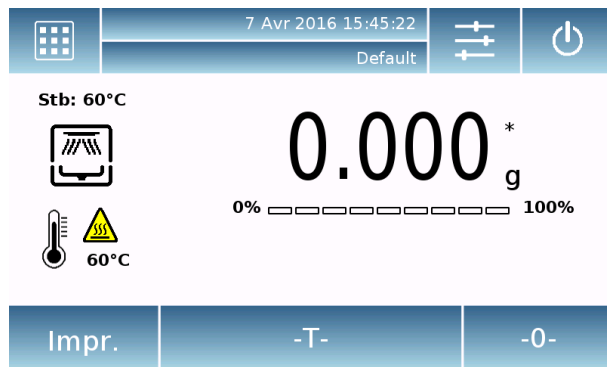 7 Avr 2016 15:45:22
Default
Stb: 60°C
0.000 *
g
0% 100%
60°C
Impr. -T- -0-